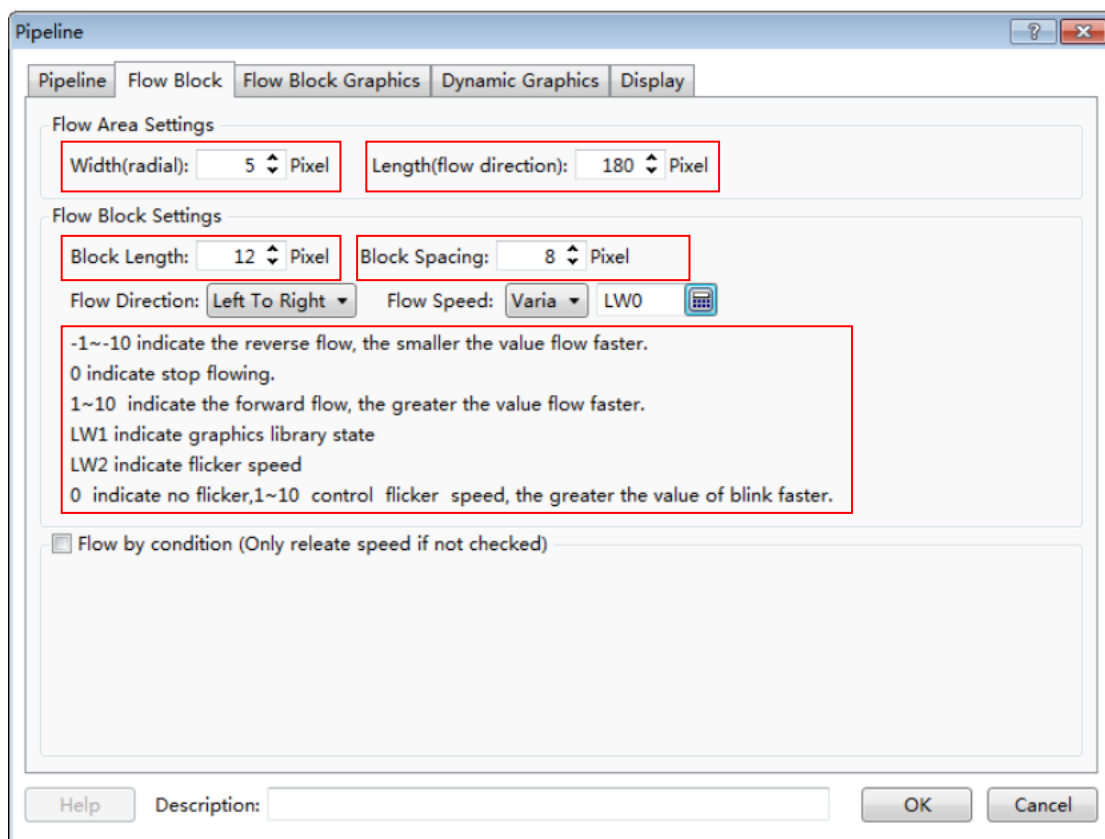 Pipeline
Pipeline Flow Block Flow Block Graphics Dynamic Graphics Display
Flow Area Settings
Width(radial): 5 Pixel Length(flow direction): 180 Pixel
Flow Block Settings
Block Length: 12 Pixel Block Spacing: 8 Pixel
Flow Direction: Left To Right Flow Speed: Varia LW0
-1~-10 indicate the reverse flow, the smaller the value flow faster.
0 indicate stop flowing.
1~10 indicate the forward flow, the greater the value flow faster.
LW1 indicate graphics library state
LW2 indicate flicker speed
0 indicate no flicker,1~10 control flicker speed, the greater the value of blink faster.
Flow by condition (Only releate speed if not checked)
Help Description: OK Cancel